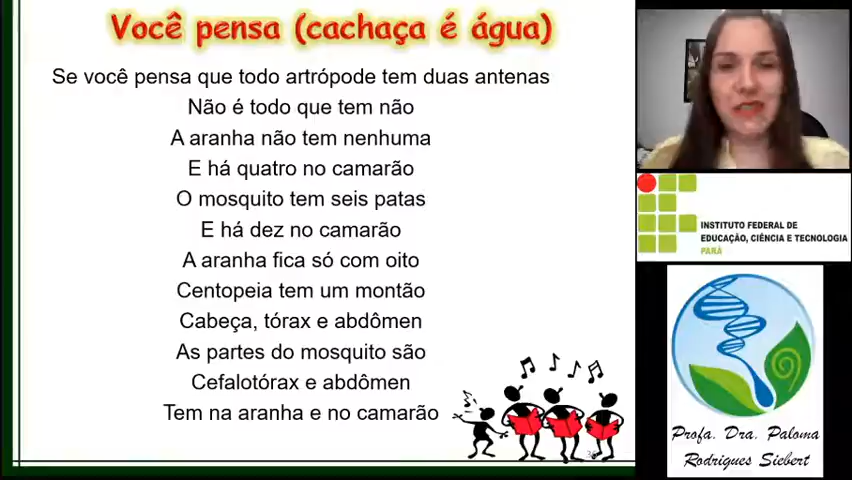 Você pensa (cachaça é água)
Se você pensa que todo artrópode tem duas antenas
Não é todo que tem não
A aranha não tem nenhuma
E há quatro no camarão
O mosquito tem seis patas
E há dez no camarão
A aranha fica só com oito
Centopeia tem um montão
Cabeça, tórax e abdômen
As partes do mosquito são
Cefalotórax e abdômen
Tem na aranha e no camarão
INSTITUTO FEDERAL DE
EDUCAÇÃO, CIÊNCIA E TECNOLOGIA
PARÁ
Profa. Dra. Paloma
Rodrigues Siebert